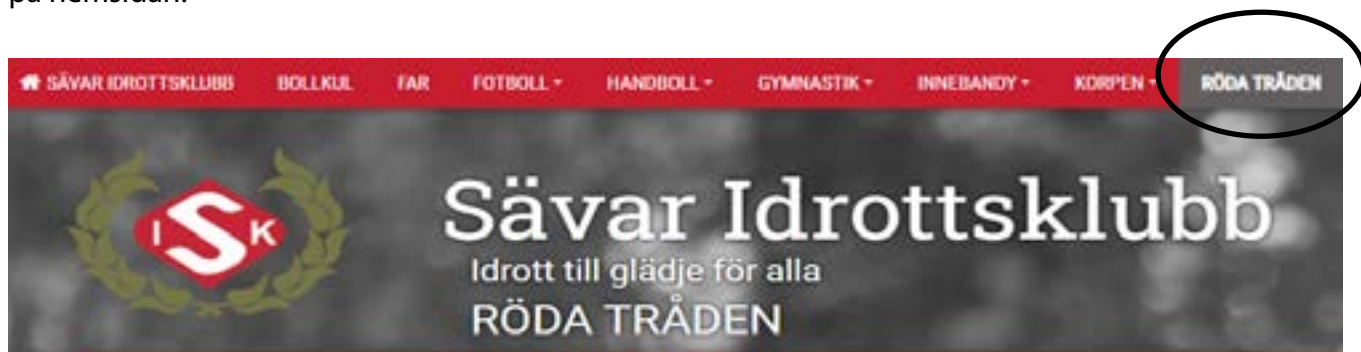 på hemsidan.
SÄVAR IDROTTSKLUBB BOLLKUL FAR FOTBOLL HANDBOLL GYMNASTIK INNEBANDY KORPEN RÖDA TRÅDEN
I S K
Sävar Idrottsklubb
Idrott till glädje för alla
RÖDA TRÅDEN